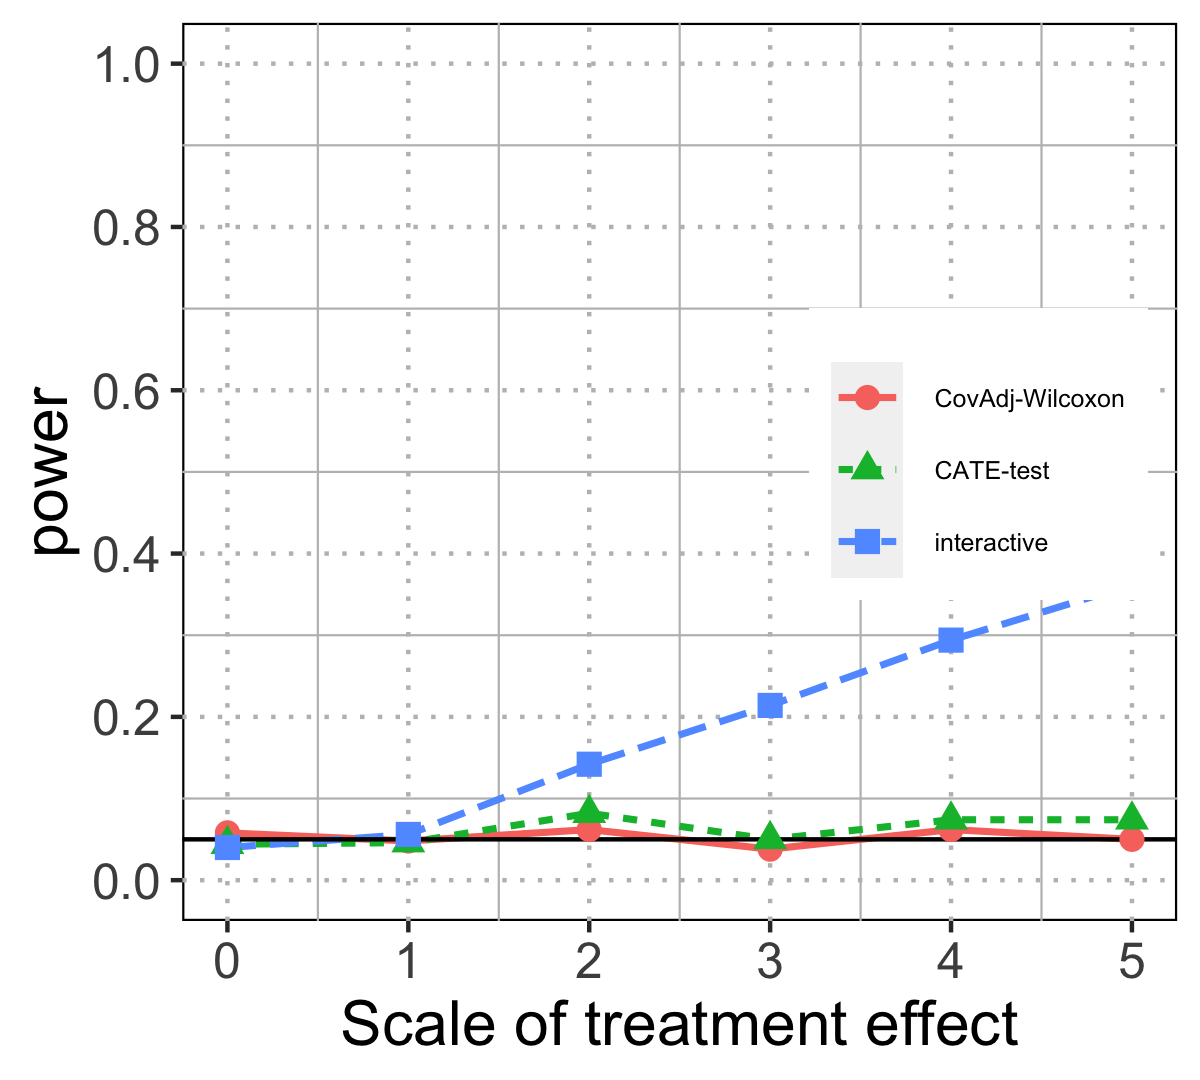 1.0
0.8
0.6
0.4
0.2
0.0
power
CovAdj-Wilcoxon
CATE-test
interactive
0 1 2 3 4 5
Scale of treatment effect